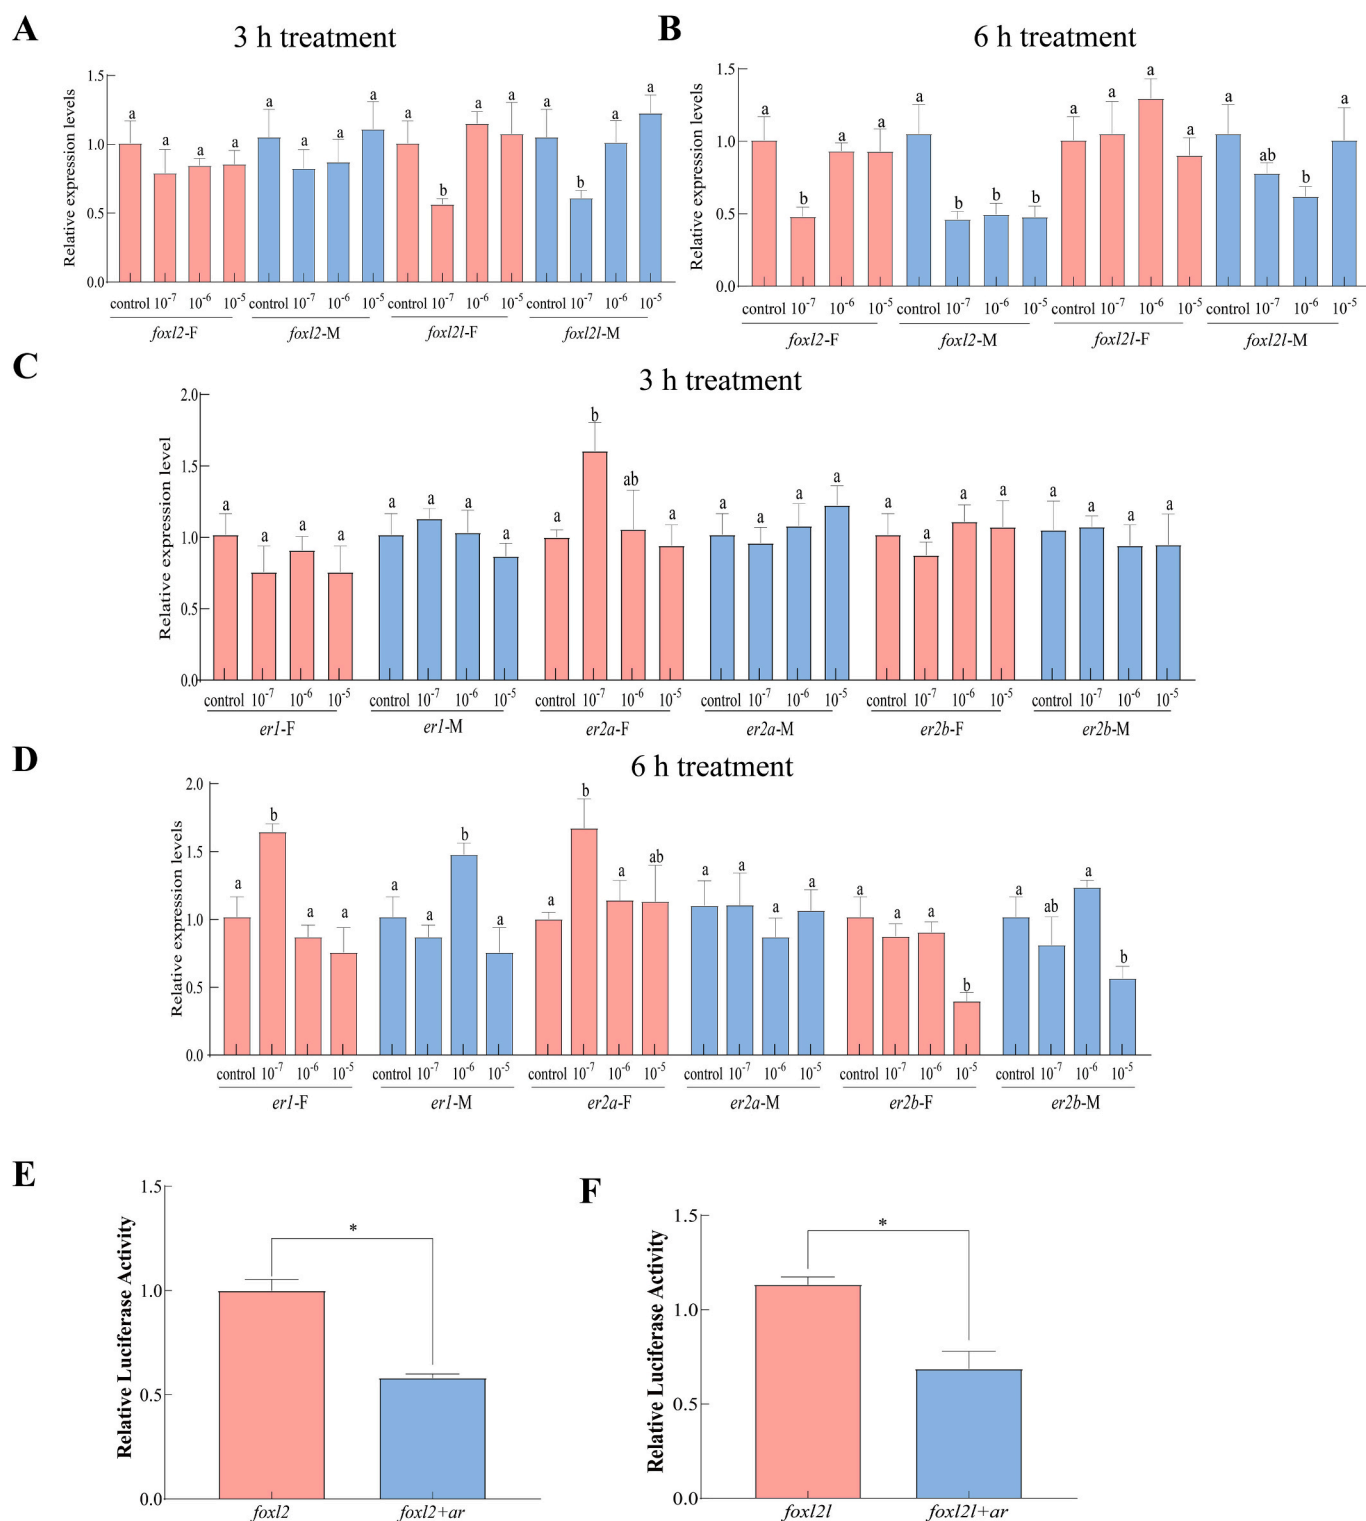 A
3 h treatment
Relative expression levels
1.5
1.0
0.5
0.0
a a a a a a a a a b a a a b a a
control 10-7 10-6 10-5 control 10-7 10-6 10-5 control 10-7 10-6 10-5 control 10-7 10-6 10-5
foxl2-F foxl2-M foxl2l-F foxl2l-M
B
6 h treatment
Relative expression levels
1.5
1.0
0.5
0.0
a b a a a b b b a a a a a ab b a
control 10-7 10-6 10-5 control 10-7 10-6 10-5 control 10-7 10-6 10-5 control 10-7 10-6 10-5
foxl2-F foxl2-M foxl2l-F foxl2l-M
C
3 h treatment
Relative expression level
2.0
1.5
1.0
0.5
0.0
a a a a a a a a a b ab a a a a a a a a a a a a a
control 10-7 10-6 10-5 control 10-7 10-6 10-5 control 10-7 10-6 10-5 control 10-7 10-6 10-5 control 10-7 10-6 10-5 control 10-7 10-6 10-5
er1-F er1-M er2a-F er2a-M er2b-F er2b-M
D
6 h treatment
Relative expression levels
2.0
1.5
1.0
0.5
0.0
a b a a a a b a a b a ab a a a a a a a b a ab a b
control 10-7 10-6 10-5 control 10-7 10-6 10-5 control 10-7 10-6 10-5 control 10-7 10-6 10-5 control 10-7 10-6 10-5 control 10-7 10-6 10-5
er1-F er1-M er2a-F er2a-M er2b-F er2b-M
E
Relative Luciferase Activity
1.5
1.0
0.5
0.0
*
foxl2 foxl2+ar
F
Relative Luciferase Activity
1.5
1.0
0.5
0.0
*
foxl2l foxl2l+ar